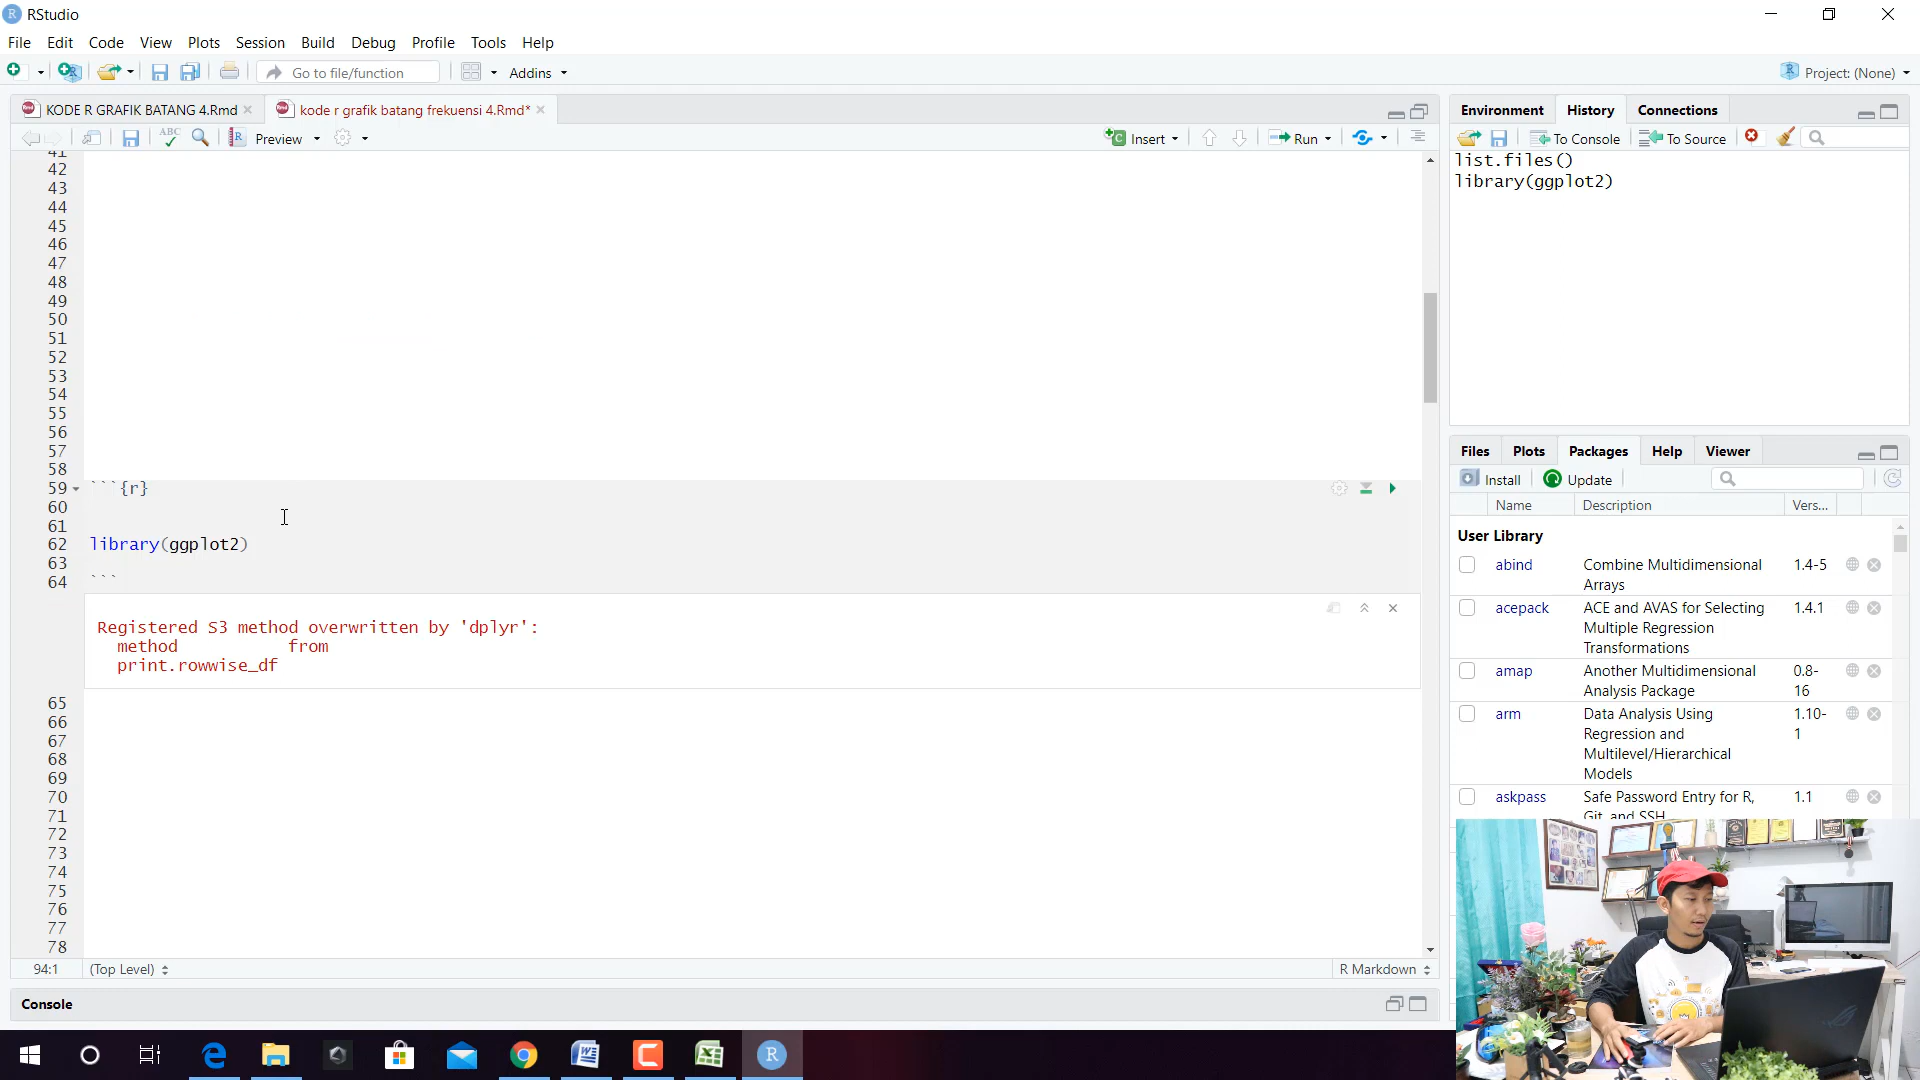 RStudio
File Edit Code View Plots Session Build Debug Profile Tools Help
Go to file/function Addins Project: (None)
KODE R GRAFIK BATANG 4.Rmd kode r grafik batang frekuensi 4.Rmd*
ABC Preview Insert Run
41
42
43
44
45
46
47
48
49
50
51
52
53
54
55
56
57
58
59 ```{r}
60
61
62 library(ggplot2)
63
64 ```
Registered S3 method overwritten by 'dplyr':
method from
print.rowwise_df
65
66
67
68
69
70
71
72
73
74
75
76
77
78
94:1 (Top Level) R Markdown
Console
Environment History Connections
To Console To Source
list.files()
library(ggplot2)
Files Plots Packages Help Viewer
Install Update
Name Description Vers...
User Library
abind Combine Multidimensional 1.4-5
Arrays
acepack ACE and AVAS for Selecting 1.4.1
Multiple Regression
Transformations
amap Another Multidimensional 0.8-
Analysis Package 16
arm Data Analysis Using 1.10-
Regression and 1
Multilevel/Hierarchical
Models
askpass Safe Password Entry for R, 1.1
Git, and SSH